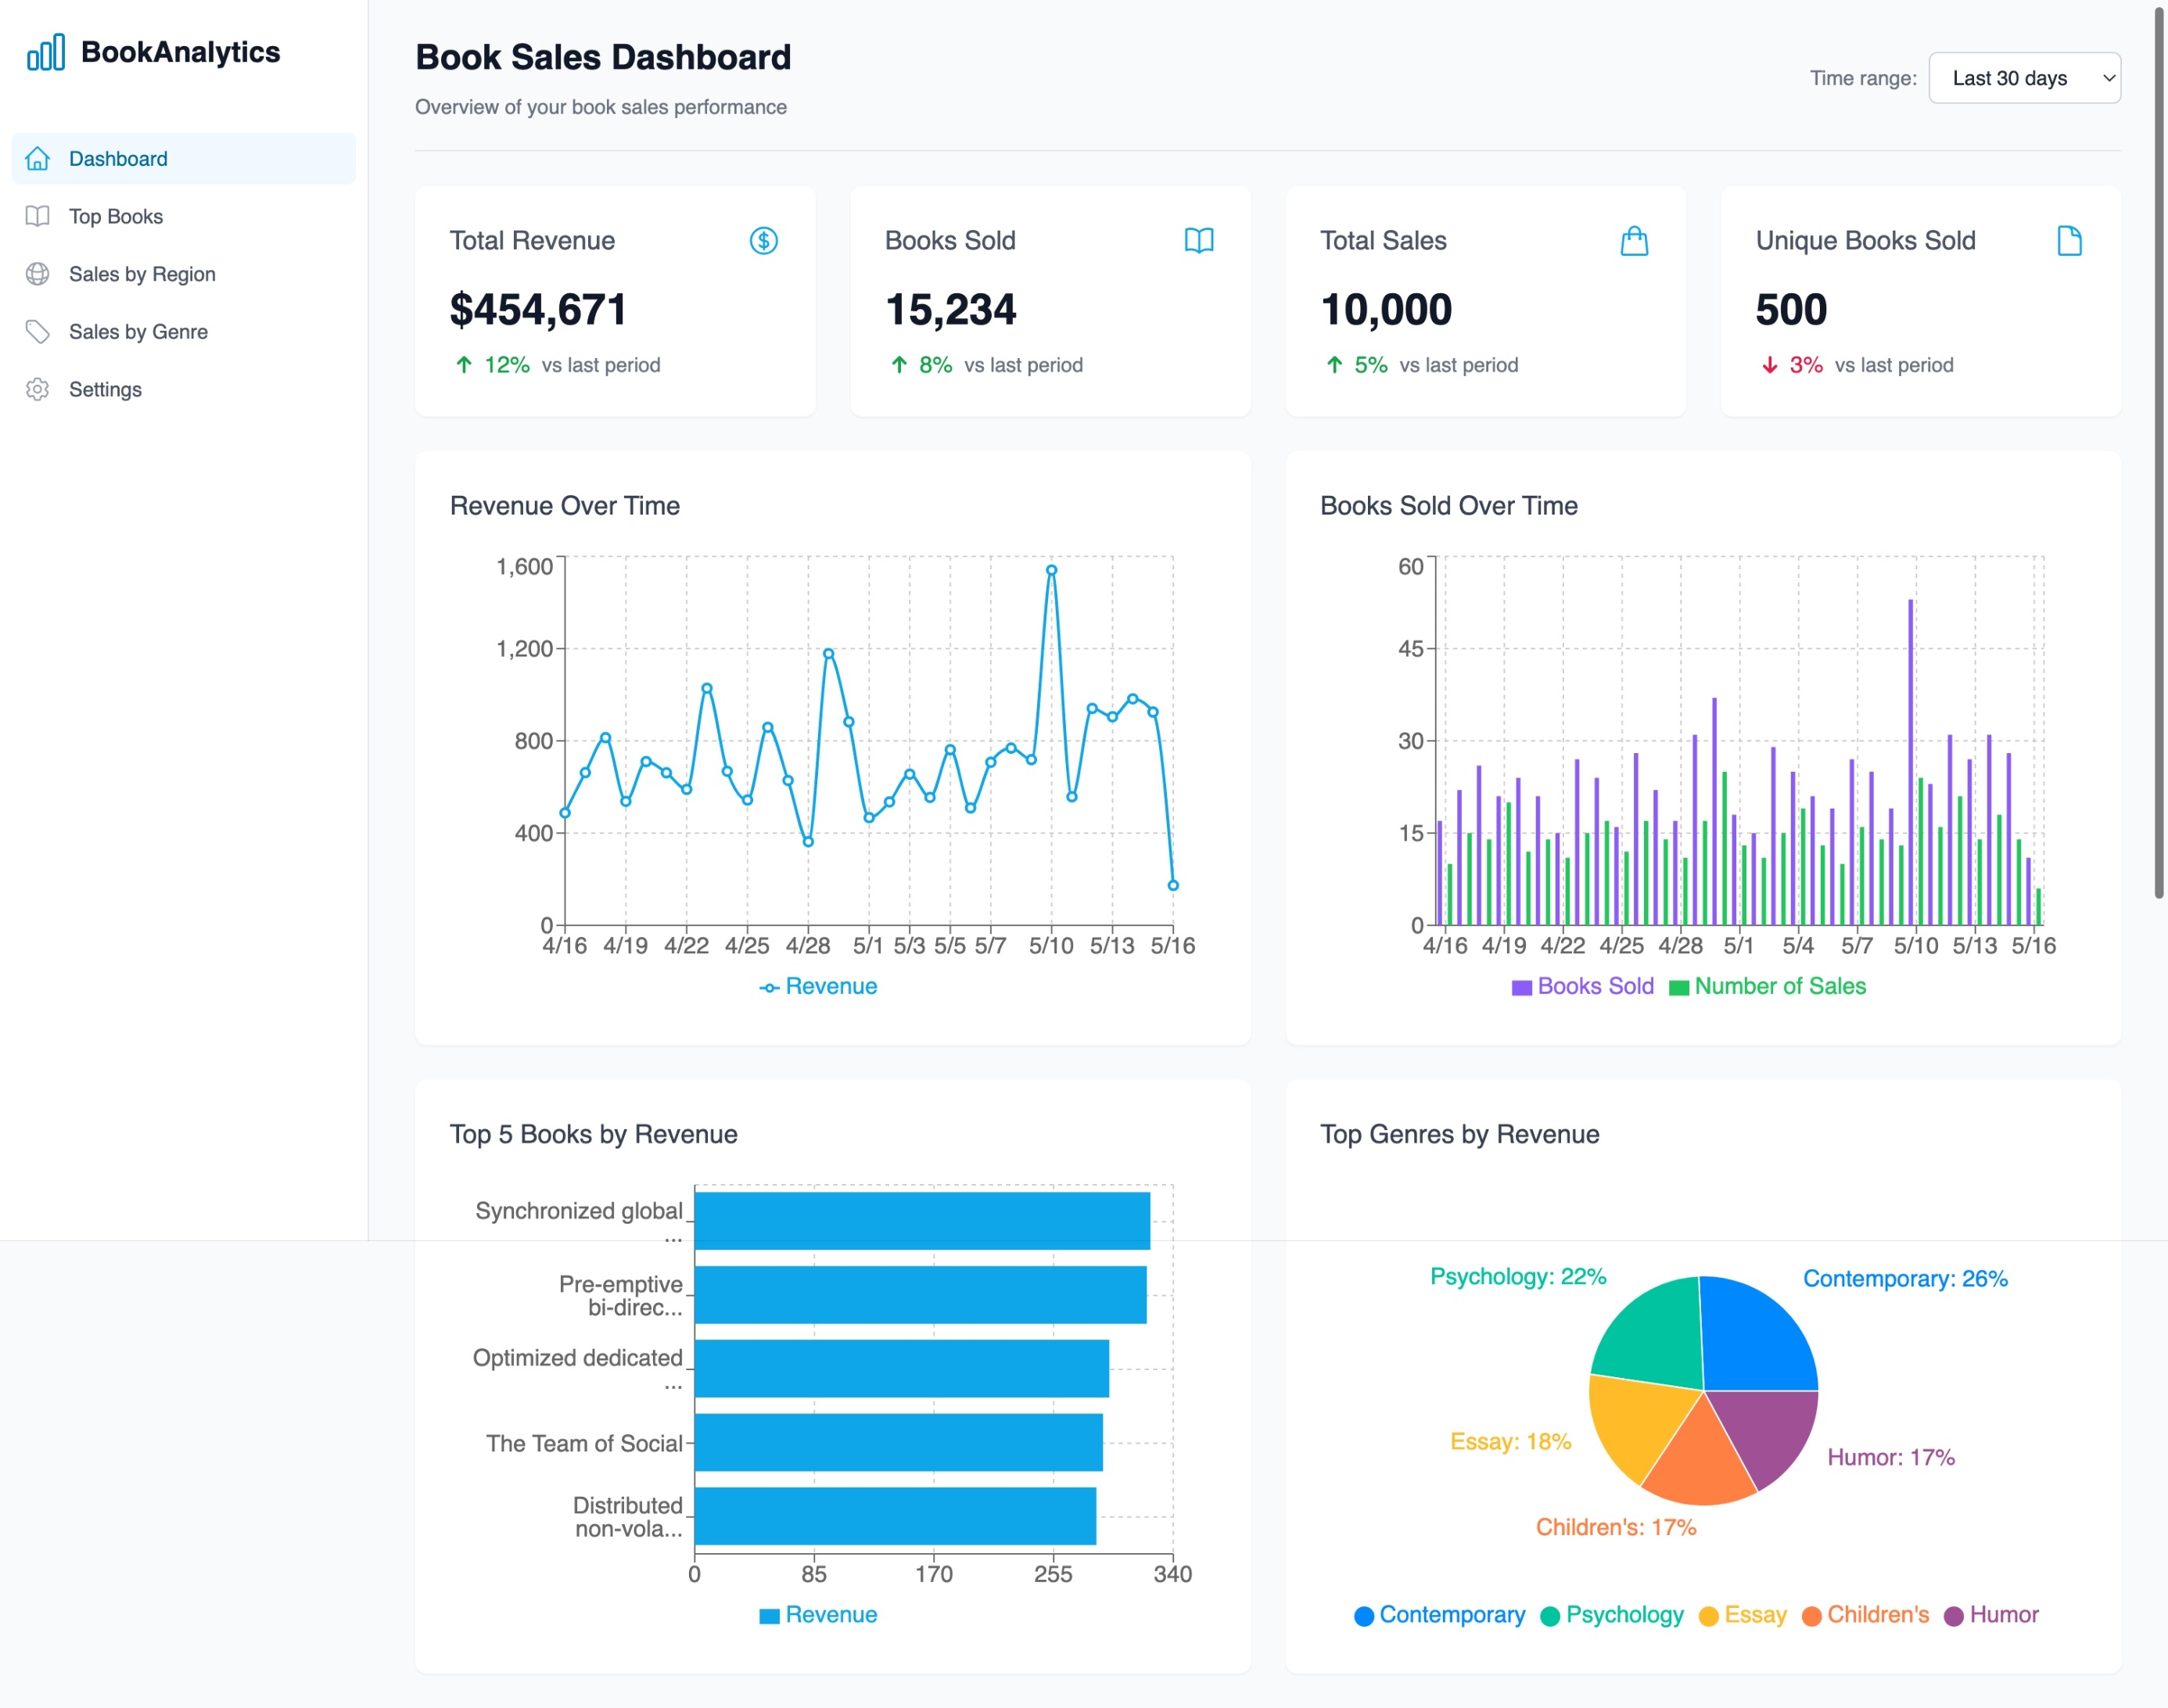 BookAnalytics
Dashboard
Top Books
Sales by Region
Sales by Genre
Settings
Book Sales Dashboard
Overview of your book sales performance
Time range:
Last 30 days
Total Revenue
$454,671
12% vs last period
Books Sold
15,234
8% vs last period
Total Sales
10,000
5% vs last period
Unique Books Sold
500
3% vs last period
Revenue Over Time
1,600
1,200
800
400
0
4/16 4/19 4/22 4/25 4/28 5/1 5/3 5/5 5/7 5/10 5/13 5/16
Revenue
Books Sold Over Time
60
45
30
15
0
4/16 4/19 4/22 4/25 4/28 5/1 5/4 5/7 5/10 5/13 5/16
Books Sold Number of Sales
Top 5 Books by Revenue
Synchronized global
...
Pre-emptive
bi-direc...
Optimized dedicated
...
The Team of Social
Distributed
non-vola...
0 85 170 255 340
Revenue
Top Genres by Revenue
Psychology: 22%
Contemporary: 26%
Essay: 18%
Humor: 17%
Children's: 17%
Contemporary Psychology Essay Children's Humor